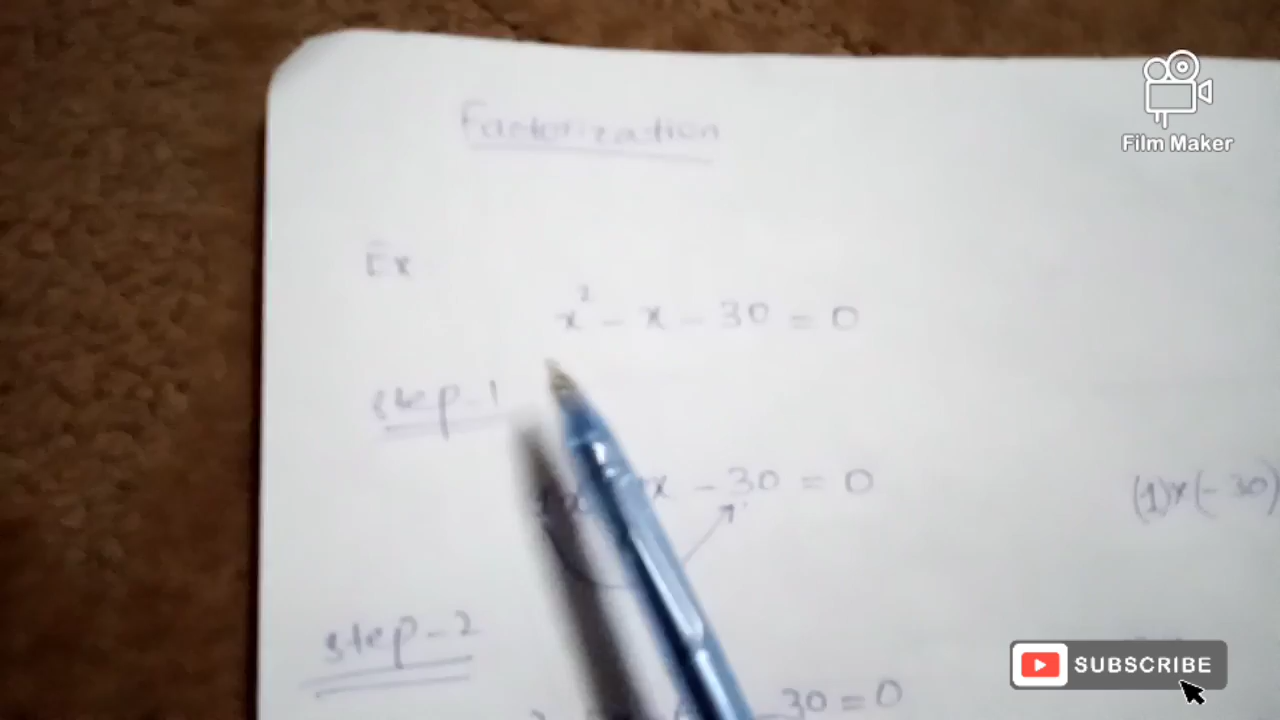 Factorization
Film Maker
Ex
x² - x - 30 = 0
step-1
x - 30 = 0
(1)x(-30)
step-2
30 = 0
SUBSCRIBE